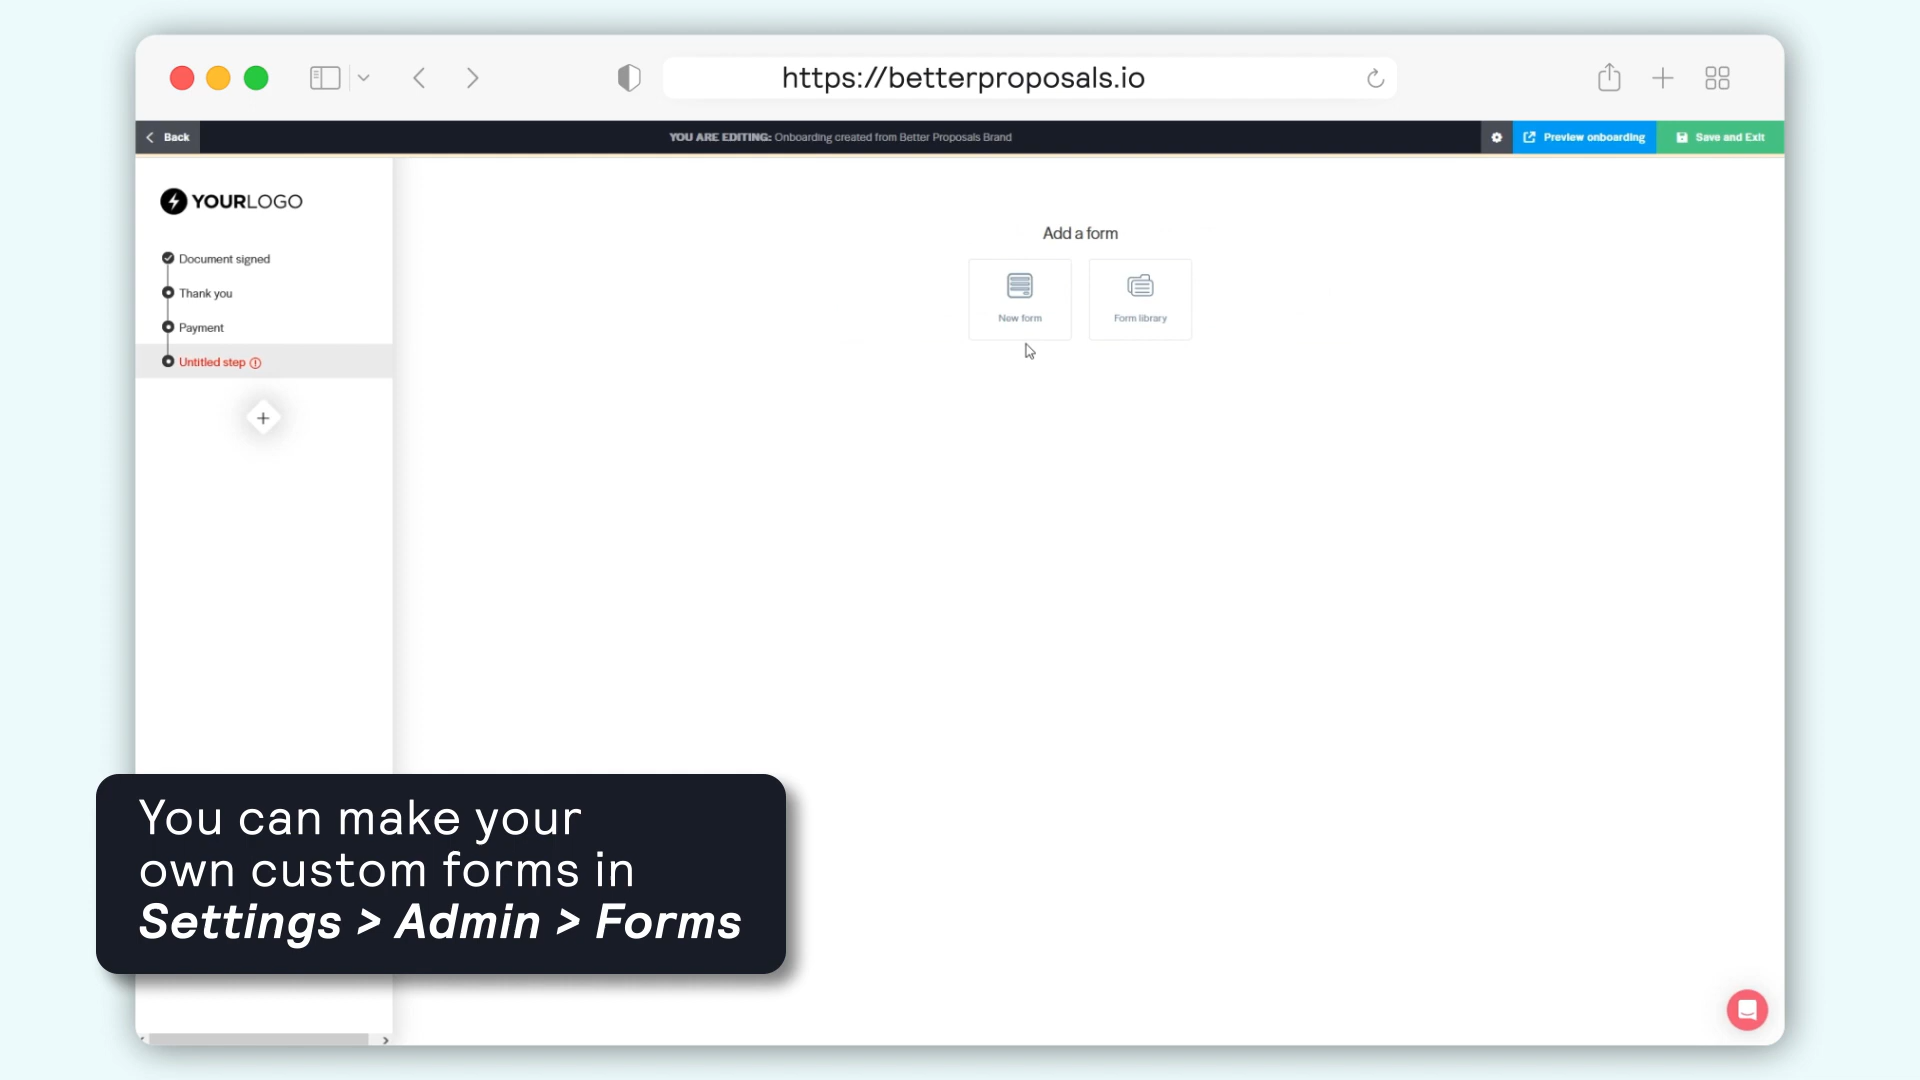 https://betterproposals.io
Back
YOU ARE EDITING: Onboarding created from Better Proposals Brand
Preview onboarding
Save and Exit
YOURLOGO
Document signed
Thank you
Payment
Untitled step
Add a form
New form
Form library
You can make your
own custom forms in
Settings > Admin > Forms